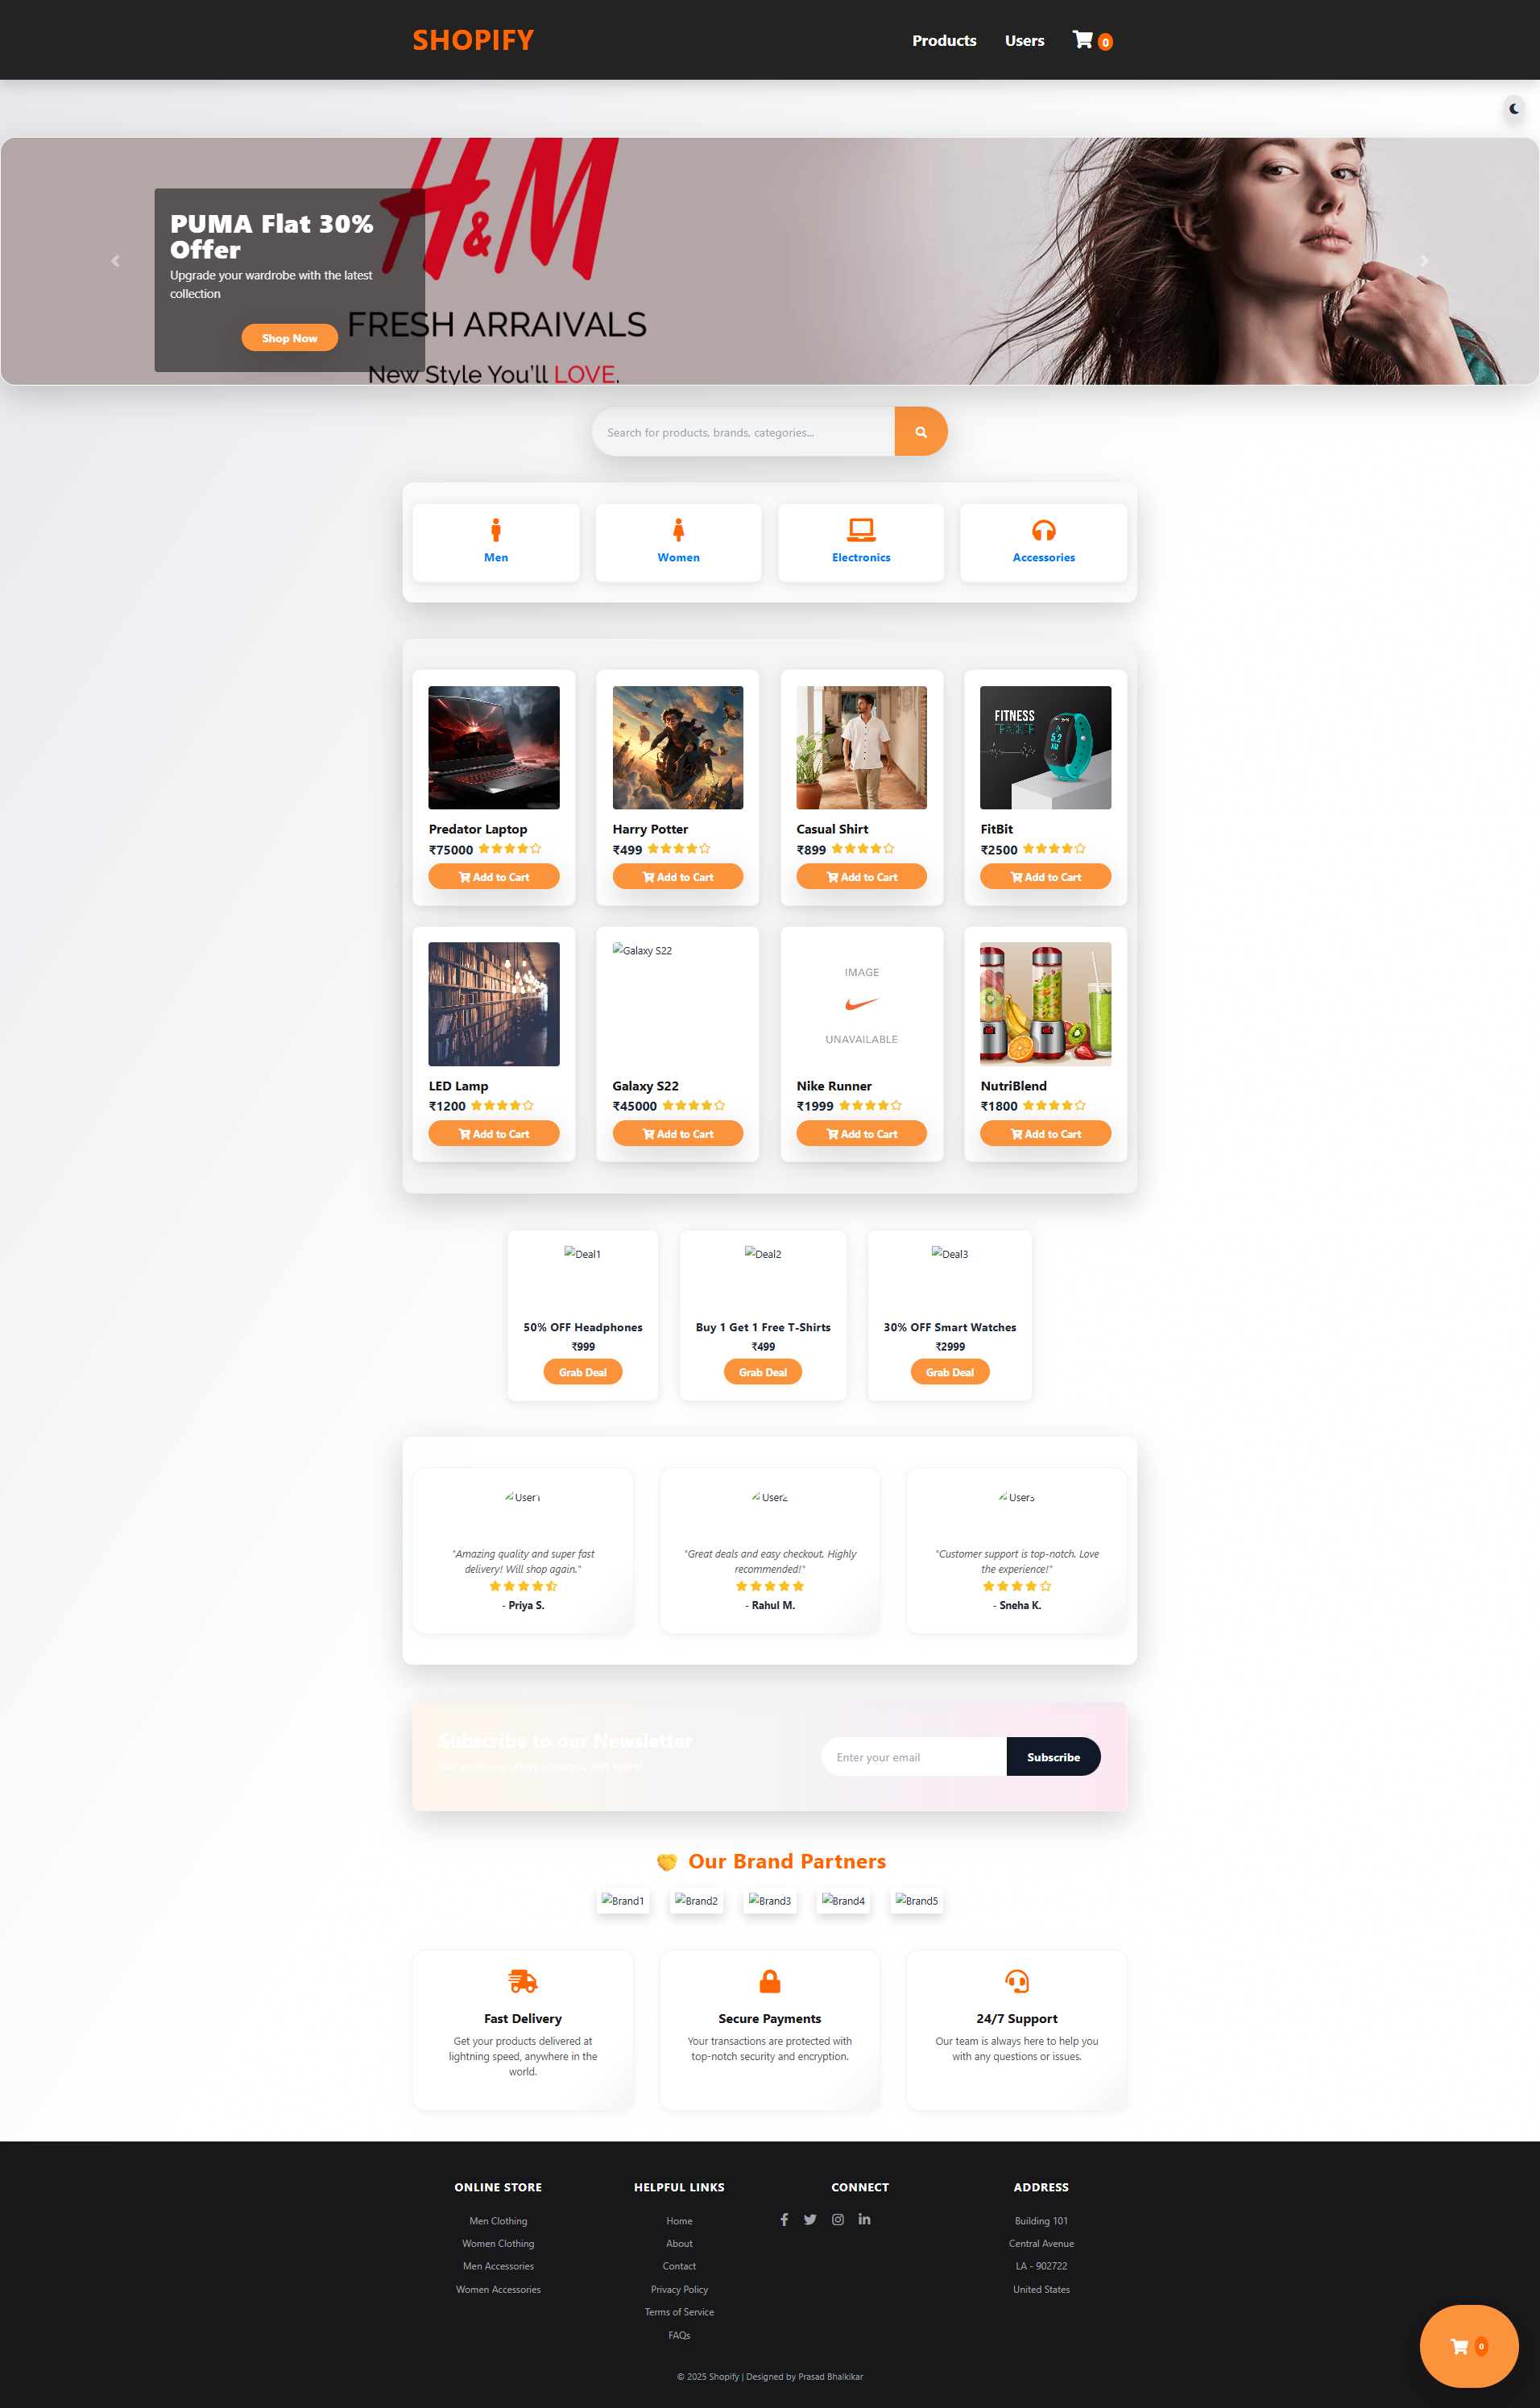 SHOPIFY
Products Users 0
H&M
PUMA Flat 30%
Offer
Upgrade your wardrobe with the latest
collection
Shop Now
FRESH ARRAIVALS
New Style You'll LOVE.
Search for products, brands, categories...
Men Women Electronics Accessories
FITNESS
TRACKER
Predator Laptop Harry Potter Casual Shirt FitBit
₹75000 ₹499 ₹899 ₹2500
Add to Cart Add to Cart Add to Cart Add to Cart
Galaxy S22
IMAGE
UNAVAILABLE
LED Lamp Galaxy S22 Nike Runner NutriBlend
₹1200 ₹45000 ₹1999 ₹1800
Add to Cart Add to Cart Add to Cart Add to Cart
Deal1 Deal2 Deal3
50% OFF Headphones Buy 1 Get 1 Free T-Shirts 30% OFF Smart Watches
₹999 ₹499 ₹2999
Grab Deal Grab Deal Grab Deal
User1 User2 User3
"Amazing quality and super fast
delivery! Will shop again."
- Priya S.
"Great deals and easy checkout. Highly
recommended!"
- Rahul M.
"Customer support is top-notch. Love
the experience!"
- Sneha K.
Subscribe to our Newsletter
Get exclusive offers, updates, and more!
Enter your email Subscribe
Our Brand Partners
Brand1 Brand2 Brand3 Brand4 Brand5
Fast Delivery
Get your products delivered at
lightning speed, anywhere in the
world.
Secure Payments
Your transactions are protected with
top-notch security and encryption.
24/7 Support
Our team is always here to help you
with any questions or issues.
ONLINE STORE
Men Clothing
Women Clothing
Men Accessories
Women Accessories
HELPFUL LINKS
Home
About
Contact
Privacy Policy
Terms of Service
FAQs
CONNECT
ADDRESS
Building 101
Central Avenue
LA - 902722
United States
0
© 2025 Shopify | Designed by Prasad Bhalkikar